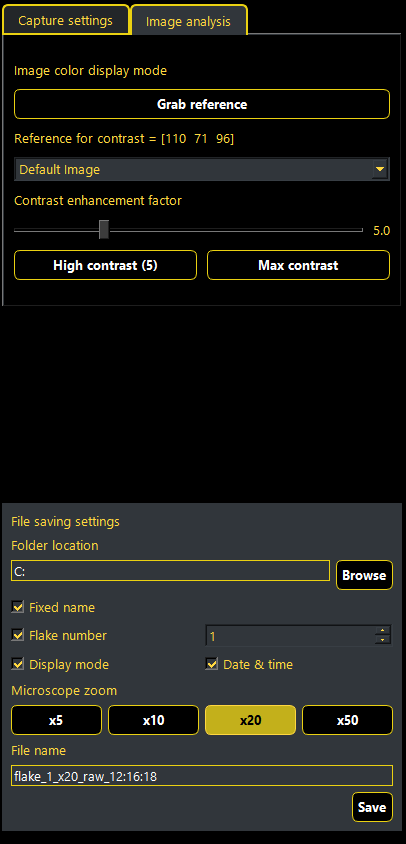 Capture settings Image analysis
Image color display mode
Grab reference
Reference for contrast = [110 71 96]
Default Image
Contrast enhancement factor
5.0
High contrast (5) Max contrast
File saving settings
Folder location
C:
Browse
Fixed name
Flake number 1
Display mode Date & time
Microscope zoom
x5 x10 x20 x50
File name
flake_1_x20_raw_12:16:18
Save